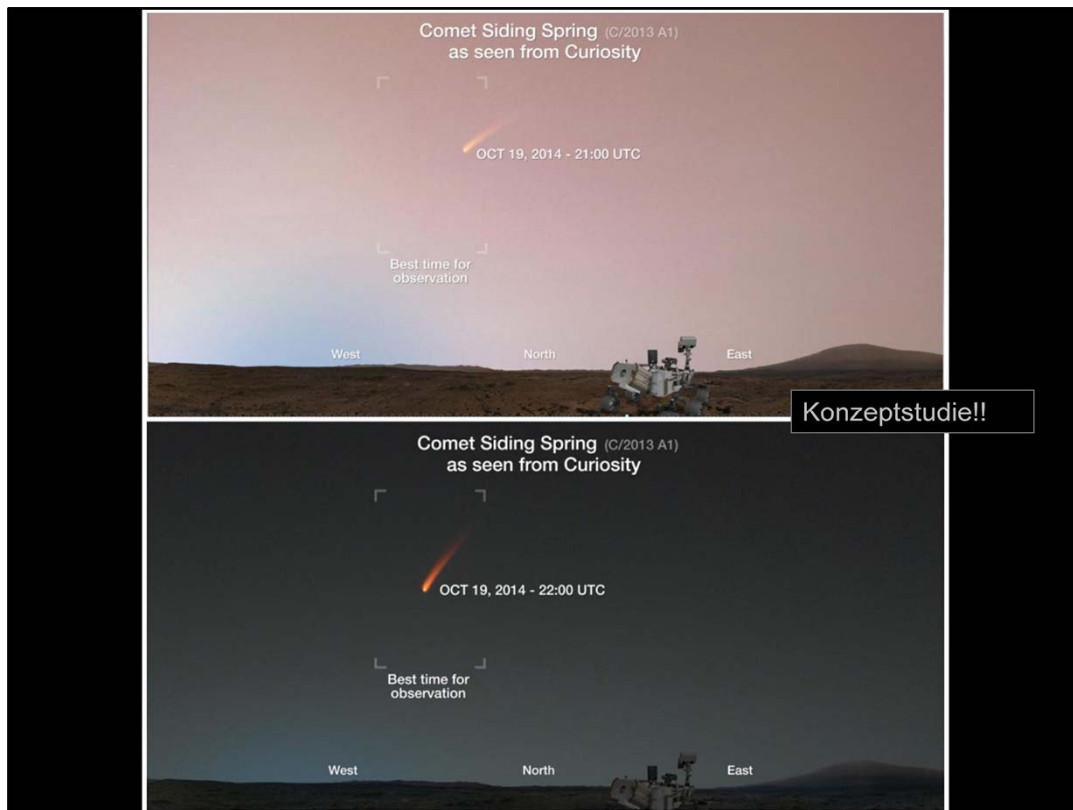 Comet Siding Spring (C/2013 A1)
as seen from Curiosity
OCT 19, 2014 - 21:00 UTC
Best time for
observation
West North East
Konzeptstudie!!
Comet Siding Spring (C/2013 A1)
as seen from Curiosity
OCT 19, 2014 - 22:00 UTC
Best time for
observation
West North East